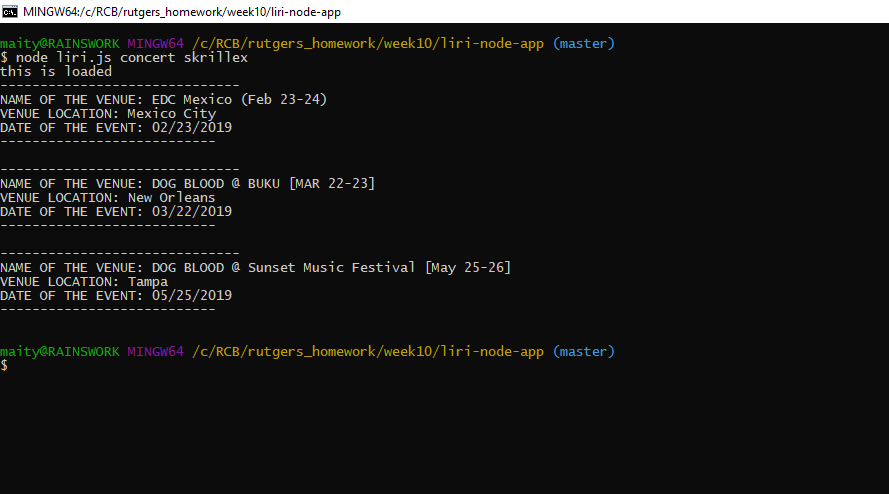 MINGW64:/c/RCB/rutgers_homework/week10/liri-node-app
maity@RAINSWORK MINGW64 /c/RCB/rutgers_homework/week10/liri-node-app (master)
$ node liri.js concert skrillex
this is loaded
------------------------------
NAME OF THE VENUE: EDC Mexico (Feb 23-24)
VENUE LOCATION: Mexico City
DATE OF THE EVENT: 02/23/2019
---------------------------
------------------------------
NAME OF THE VENUE: DOG BLOOD @ BUKU [MAR 22-23]
VENUE LOCATION: New Orleans
DATE OF THE EVENT: 03/22/2019
---------------------------
------------------------------
NAME OF THE VENUE: DOG BLOOD @ Sunset Music Festival [May 25-26]
VENUE LOCATION: Tampa
DATE OF THE EVENT: 05/25/2019
---------------------------
maity@RAINSWORK MINGW64 /c/RCB/rutgers_homework/week10/liri-node-app (master)
$